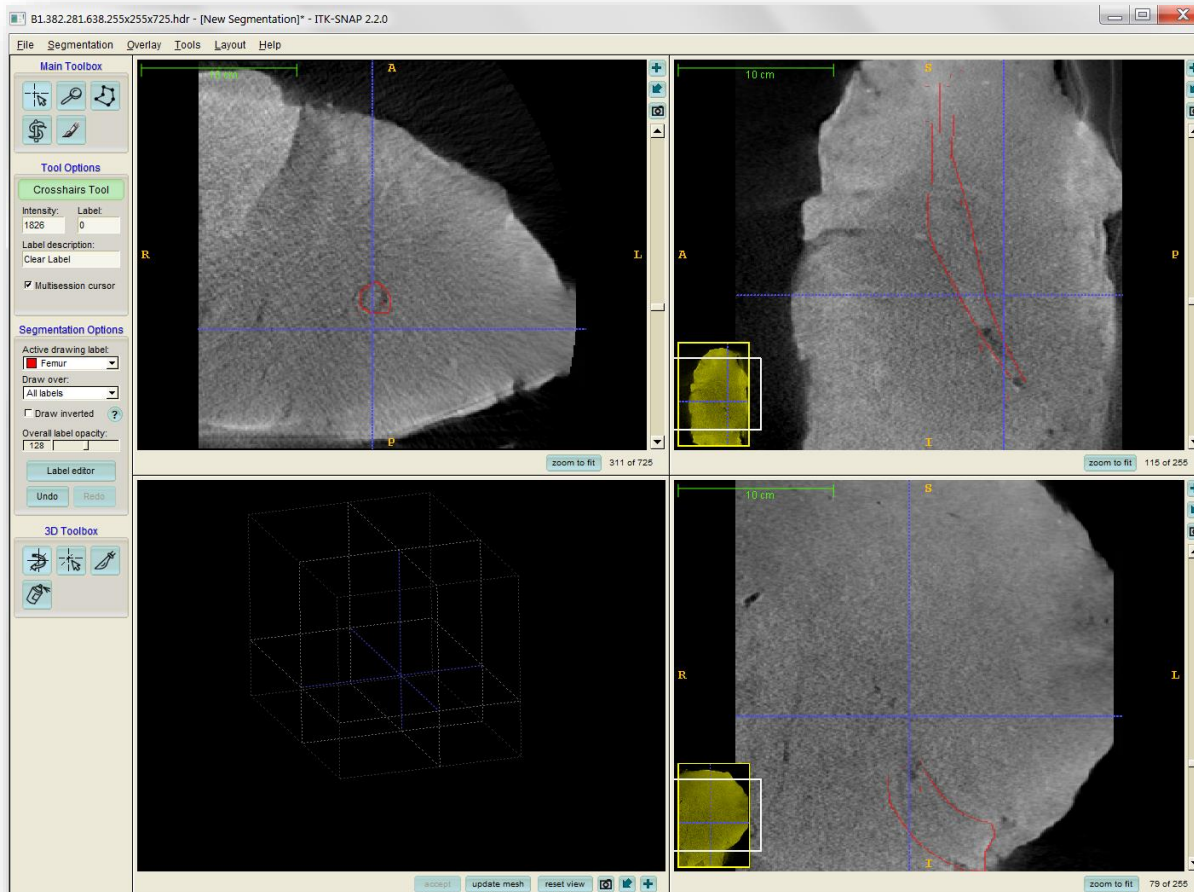 B1.382.281.638.255x255x725.hdr - [New Segmentation]* - ITK-SNAP 2.2.0
File Segmentation Overlay Tools Layout Help
Main Toolbox
Tool Options
Crosshairs Tool
Intensity: Label:
1826 0
Label description:
Clear Label
Multisession cursor
Segmentation Options
Active drawing label:
Femur
Draw over:
All labels
Draw inverted ?
Overall label opacity:
128
Label editor
Undo Redo
3D Toolbox
A
R
L
P
zoom to fit 311 of 725
10 cm
S
A
P
I
zoom to fit 115 of 255
accept update mesh reset view
10 cm
S
R
L
I
zoom to fit 79 of 255